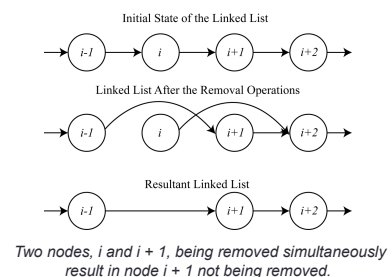 Initial State of the Linked List
i-1 i i+1 i+2
Linked List After the Removal Operations
i-1 i i+1 i+2
Resultant Linked List
i-1 i+1 i+2
Two nodes, i and i + 1, being removed simultaneously
result in node i + 1 not being removed.